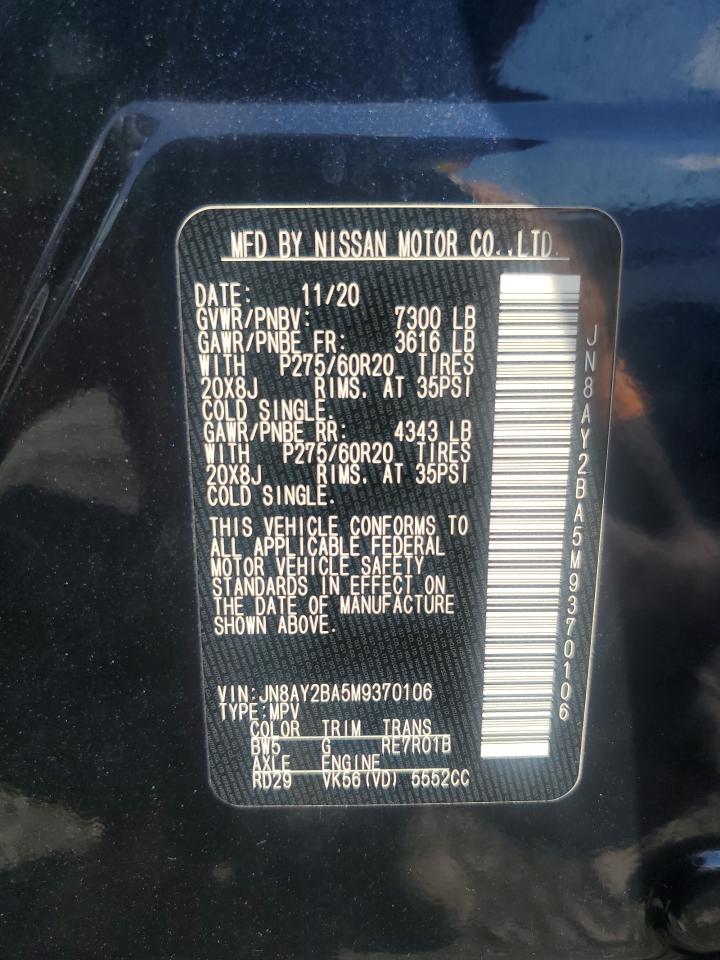 MFD BY NISSAN MOTOR CO.,LTD.
DATE: 11/20
GVWR/PNBV: 7300 LB
GAWR/PNBE FR: 3616 LB
WITH P275/60R20 TIRES
20X8J RIMS, AT 35PSI
COLD SINGLE.
GAWR/PNBE RR: 4343 LB
WITH P275/60R20 TIRES
20X8J RIMS, AT 35PSI
COLD SINGLE.
THIS VEHICLE CONFORMS TO
ALL APPLICABLE FEDERAL
MOTOR VEHICLE SAFETY
STANDARDS IN EFFECT ON
THE DATE OF MANUFACTURE
SHOWN ABOVE.
VIN:JN8AY2BA5M9370106
TYPE:MPV
COLOR TRIM TRANS
BW5 G RE7R01B
AXLE ENGINE
RD29 VK56(VD) 5552CC
JN8AY2BA5M9370106